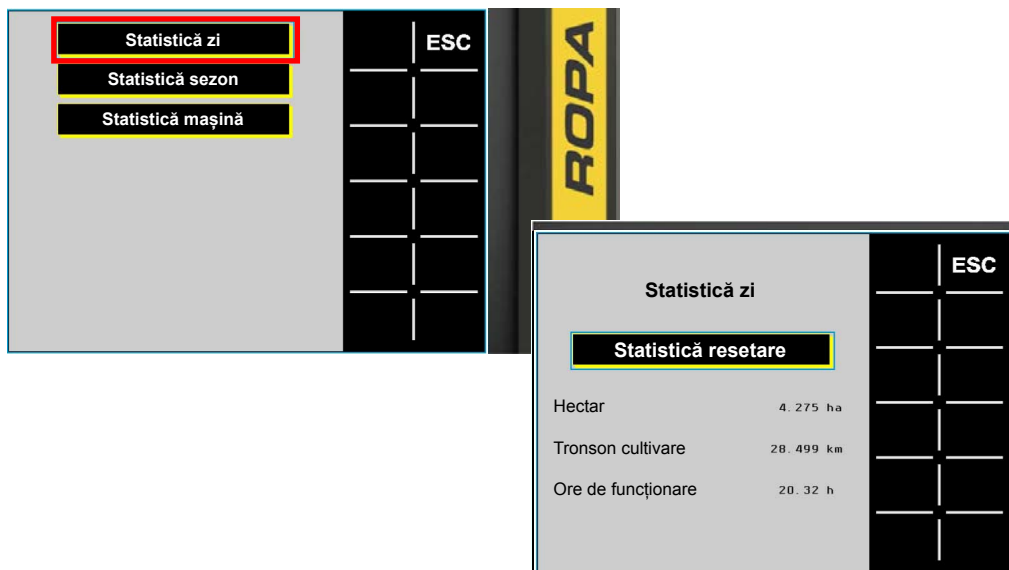 Statistică zi
ESC
Statistică sezon
Statistică mașină
ROPA
ESC
Statistică zi
Statistică resetare
Hectar 4.275 ha
Tronson cultivare 28.499 km
Ore de funcționare 20.32 h